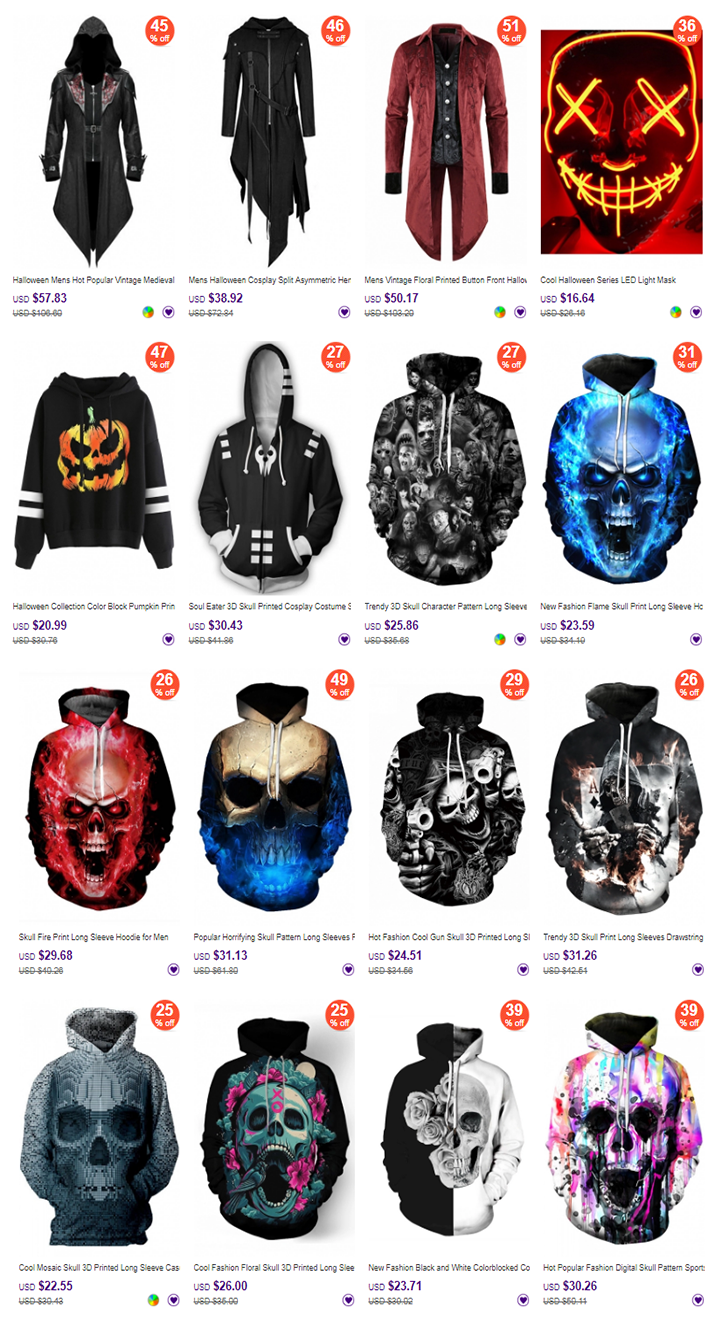 45
% off
46
% off
51
% off
36
% off
Halloween Mens Hot Popular Vintage Medieval
Mens Halloween Cosplay Split Asymmetric Her
Mens Vintage Floral Printed Button Front Hallow
Cool Halloween Series LED Light Mask
USD $57.83
USD $38.92
USD $50.17
USD $16.64
USD $106.60
USD $72.84
USD $103.20
USD $26.16
47
% off
27
% off
27
% off
31
% off
Halloween Collection Color Block Pumpkin Prin
Soul Eater 3D Skull Printed Cosplay Costume S
Trendy 3D Skull Character Pattern Long Sleeve
New Fashion Flame Skull Print Long Sleeve Ho
USD $20.99
USD $30.43
USD $25.86
USD $23.59
USD $39.76
USD $41.86
USD $35.68
USD $34.10
26
% off
49
% off
29
% off
26
% off
Skull Fire Print Long Sleeve Hoodie for Men
Popular Horrifying Skull Pattern Long Sleeves F
Hot Fashion Cool Gun Skull 3D Printed Long Sl
Trendy 3D Skull Print Long Sleeves Drawstring
USD $29.68
USD $31.13
USD $24.51
USD $31.26
USD $40.26
USD $61.80
USD $34.56
USD $42.51
25
% off
25
% off
39
% off
39
% off
Cool Mosaic Skull 3D Printed Long Sleeve Cas
Cool Fashion Floral Skull 3D Printed Long Slee
New Fashion Black and White Colorblocked Co
Hot Popular Fashion Digital Skull Pattern Sports
USD $22.55
USD $26.00
USD $23.71
USD $30.26
USD $30.43
USD $35.00
USD $39.02
USD $50.11